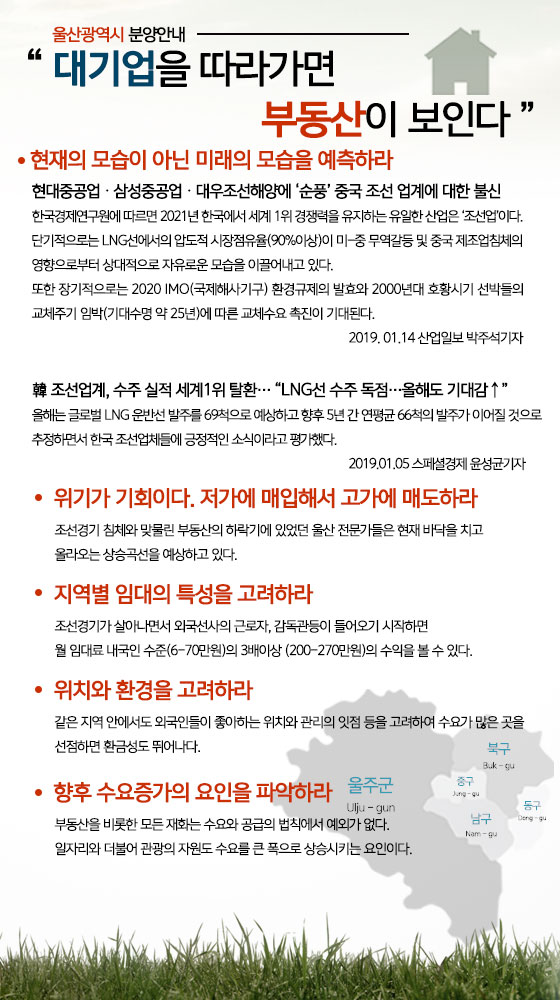 울산광역시 분양안내
“ 대기업을 따라가면
부동산이 보인다 ”
• 현재의 모습이 아닌 미래의 모습을 예측하라
현대중공업 · 삼성중공업 · 대우조선해양에 ‘순풍’ 중국 조선 업계에 대한 불신
한국경제연구원에 따르면 2021년 한국에서 세계 1위 경쟁력을 유지하는 유일한 산업은 ‘조선업’이다.
단기적으로는 LNG선에서의 압도적 시장점유율(90%이상)이 미-중 무역갈등 및 중국 제조업침체의
영향으로부터 상대적으로 자유로운 모습을 이끌어내고 있다.
또한 장기적으로는 2020 IMO(국제해사기구) 환경규제의 발효와 2000년대 호황시기 선박들의
교체주기 임박(기대수명 약 25년)에 따른 교체수요 촉진이 기대된다.
2019. 01.14 산업일보 박주석기자
韓 조선업계, 수주 실적 세계1위 탈환… “LNG선 수주 독점…올해도 기대감↑”
올해는 글로벌 LNG 운반선 발주를 69척으로 예상하고 향후 5년 간 연평균 66척의 발주가 이어질 것으로
추정하면서 한국 조선업체들에 긍정적인 소식이라고 평가했다.
2019.01.05 스페셜경제 윤성균기자
• 위기가 기회이다. 저가에 매입해서 고가에 매도하라
조선경기 침체와 맞물린 부동산의 하락기에 있었던 울산 전문가들은 현재 바닥을 치고
올라오는 상승곡선을 예상하고 있다.
• 지역별 임대의 특성을 고려하라
조선경기가 살아나면서 외국선사의 근로자, 감독관등이 들어오기 시작하면
월 임대료 내국인 수준(6-70만원)의 3배이상 (200-270만원)의 수익을 볼 수 있다.
• 위치와 환경을 고려하라
같은 지역 안에서도 외국인들이 좋아하는 위치와 관리의 잇점 등을 고려하여 수요가 많은 곳을
선점하면 환금성도 뛰어나다.
북구
Buk - gu
• 향후 수요증가의 요인을 파악하라
울주군
Ulju - gun
중구
Jung - gu
남구
Nam - gu
동구
Dong - gu
부동산을 비롯한 모든 재화는 수요와 공급의 법칙에서 예외가 없다.
일자리와 더불어 관광의 자원도 수요를 큰 폭으로 상승시키는 요인이다.